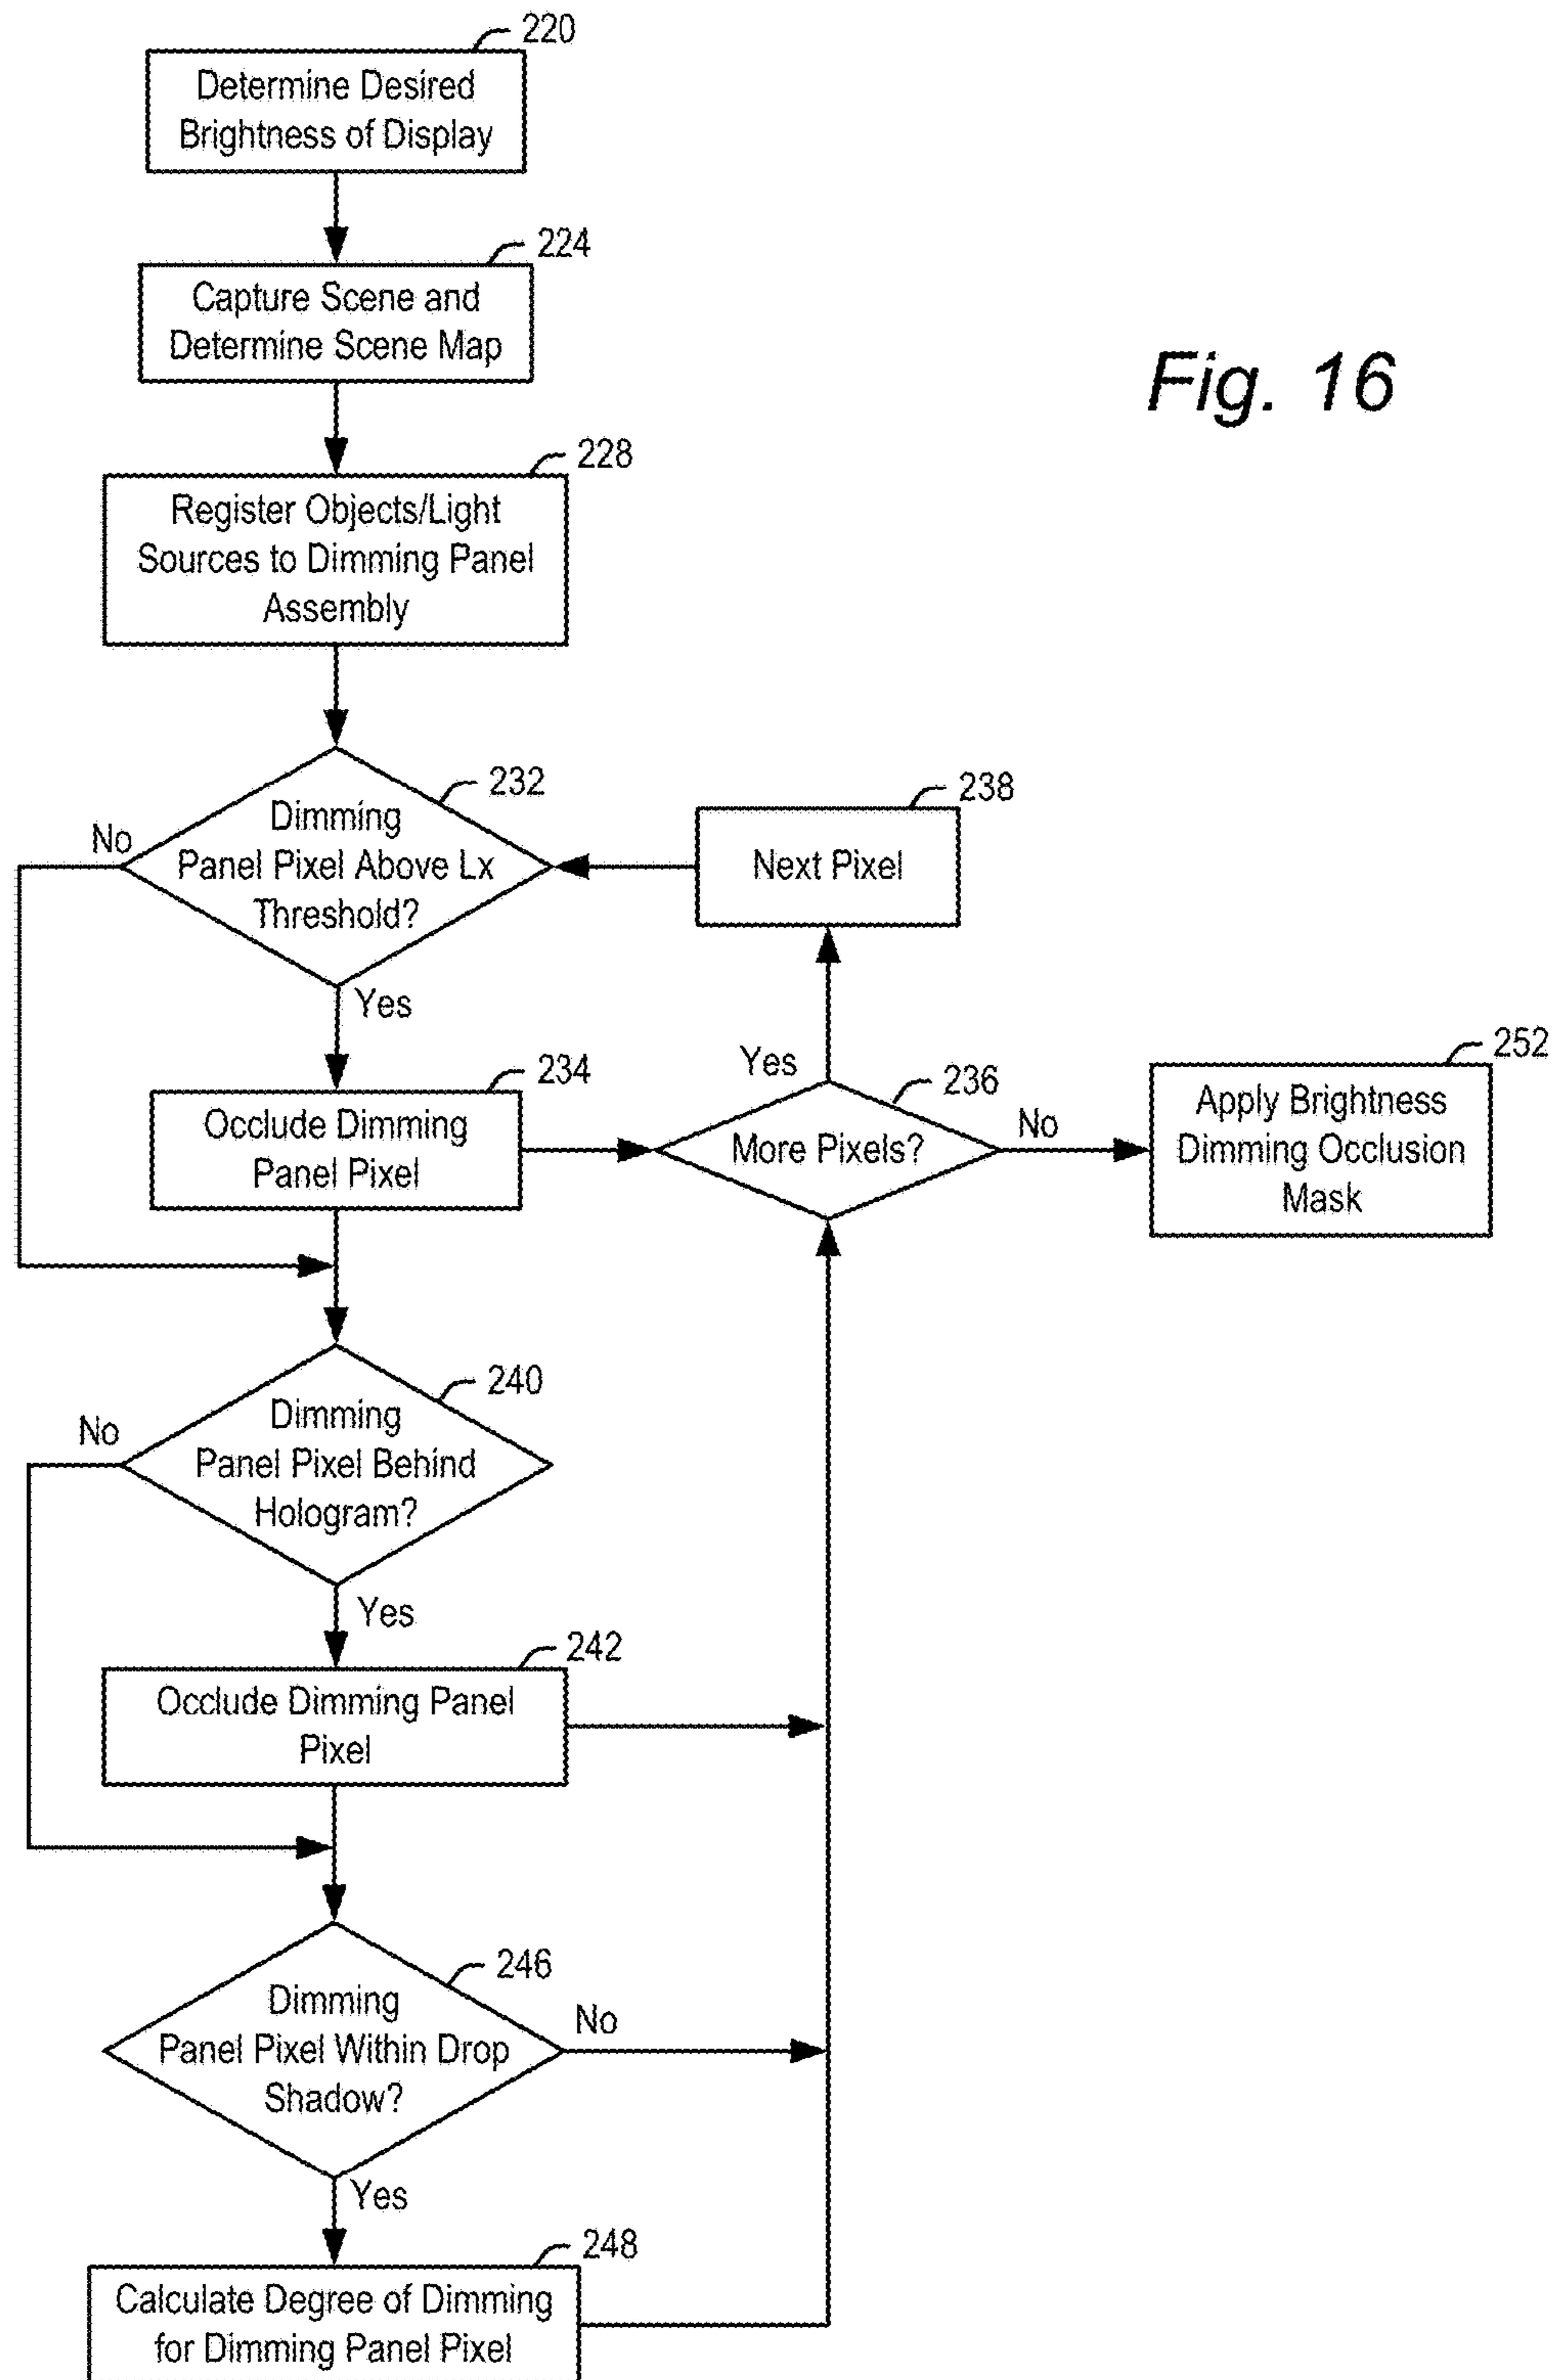 220
Determine Desired
Brightness of Display
224
Capture Scene and
Determine Scene Map
Fig. 16
228
Register Objects/Light
Sources to Dimming Panel
Assembly
232
Dimming
Panel Pixel Above Lx
Threshold?
No
Yes
238
Next Pixel
234
Occlude Dimming
Panel Pixel
Yes
236
More Pixels?
No
252
Apply Brightness
Dimming Occlusion
Mask
240
Dimming
Panel Pixel Behind
Hologram?
No
Yes
242
Occlude Dimming Panel
Pixel
246
Dimming
Panel Pixel Within Drop
Shadow?
No
Yes
248
Calculate Degree of Dimming
for Dimming Panel Pixel